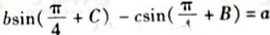 bsin(π/4 + C) - csin(π/4 + B) = a